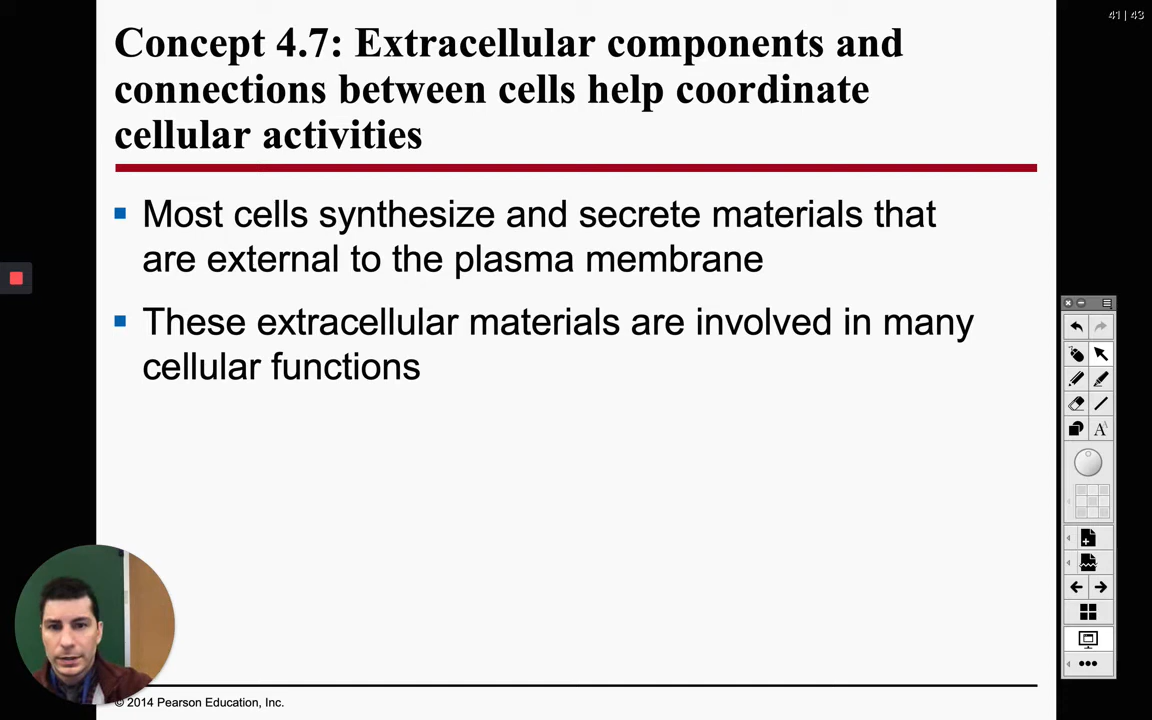 41 | 43
Concept 4.7: Extracellular components and
connections between cells help coordinate
cellular activities
Most cells synthesize and secrete materials that
are external to the plasma membrane
These extracellular materials are involved in many
cellular functions
A
© 2014 Pearson Education, Inc.